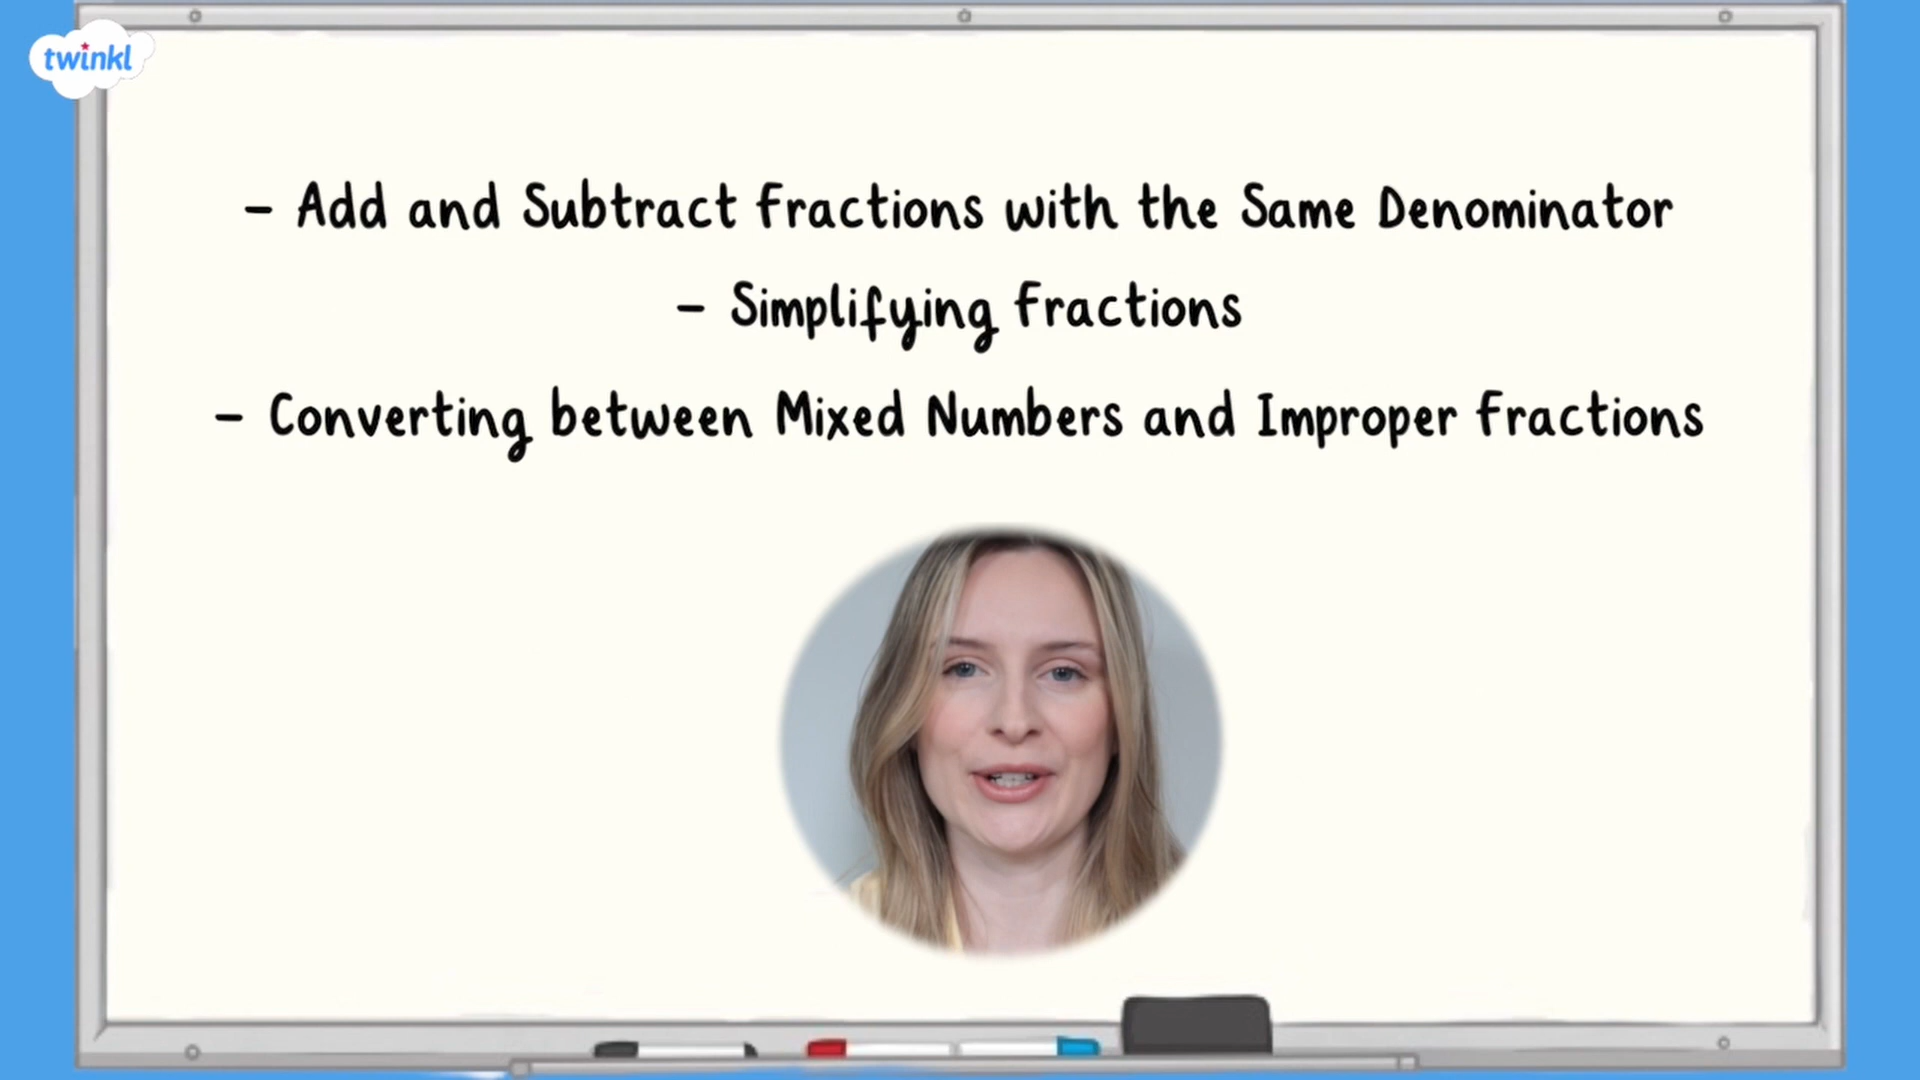 twinkl
- Add and Subtract Fractions with the Same Denominator
- Simplifying Fractions
- Converting between Mixed Numbers and Improper Fractions